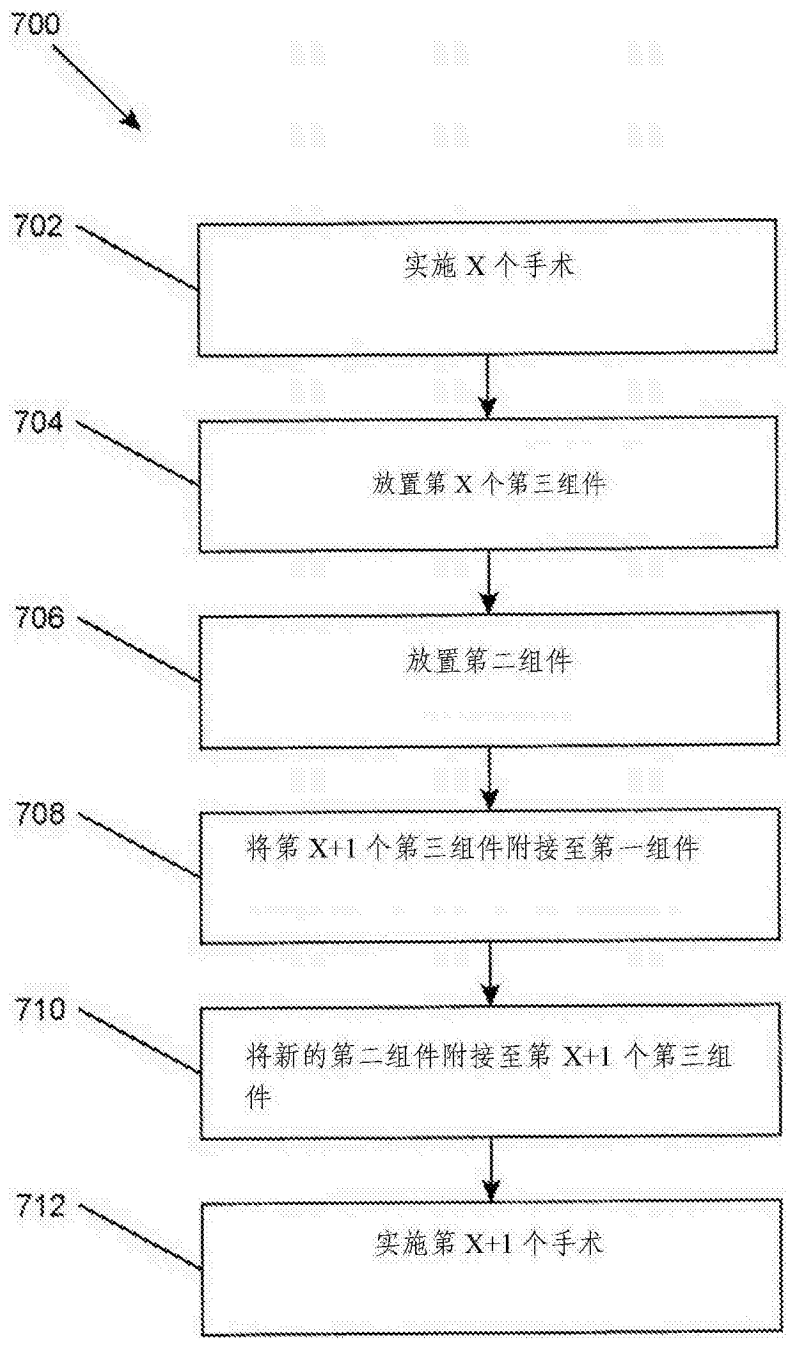 700
702
实施 X 个手术
704
放置第 X 个第三组件
706
放置第二组件
708
将第 X+1 个第三组件附接至第一组件
710
将新的第二组件附接至第 X+1 个第三组
件
712
实施第 X+1 个手术